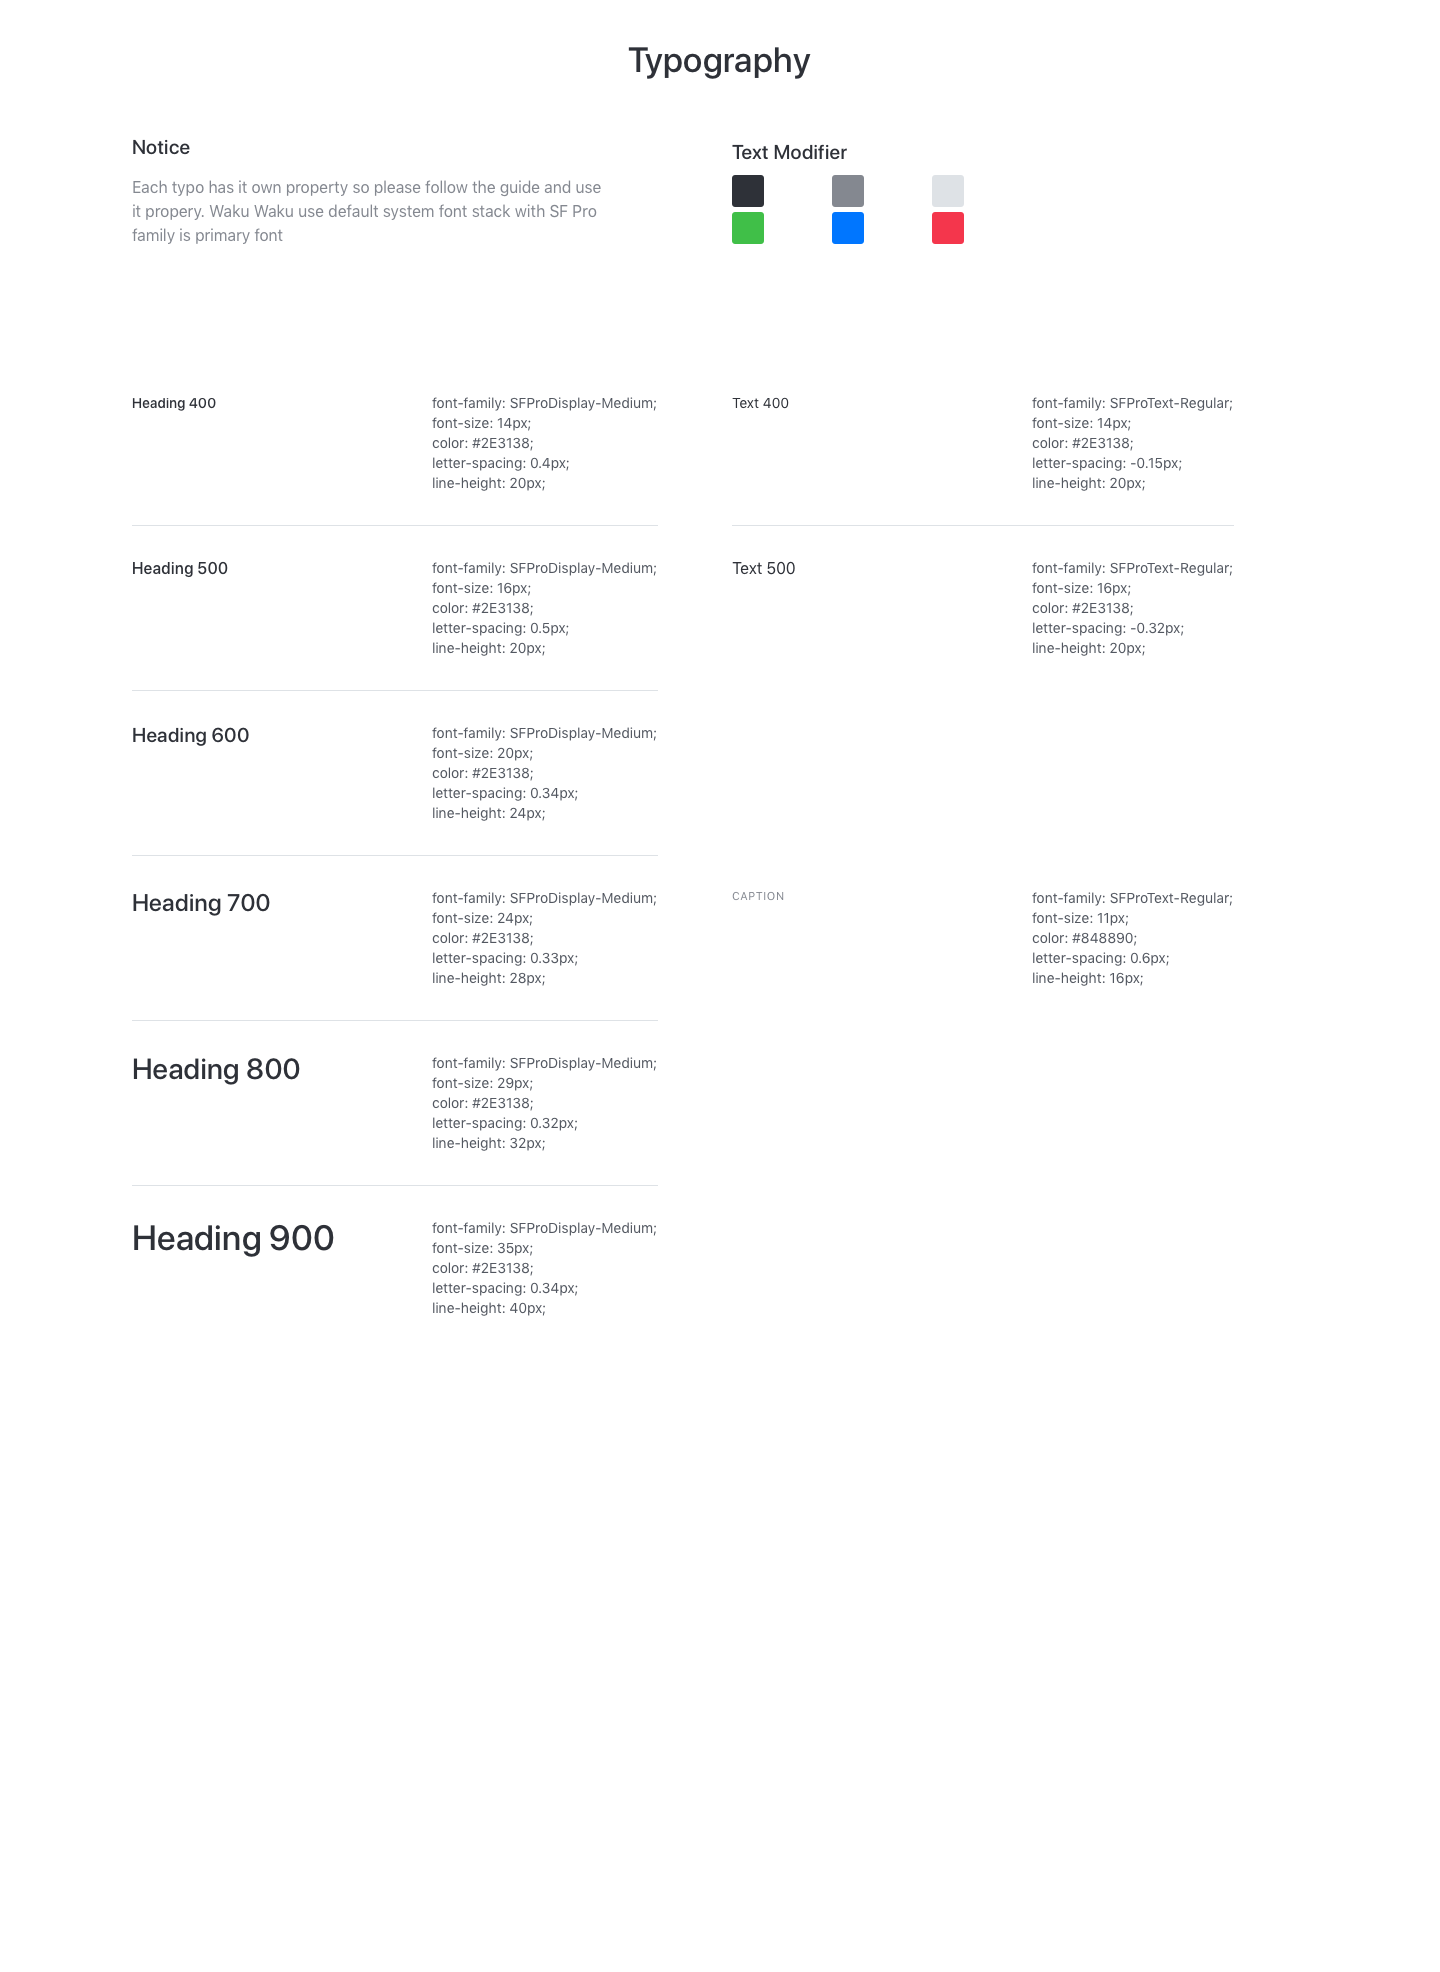 Typography
Notice
Each typo has it own property so please follow the guide and use
it propery. Waku Waku use default system font stack with SF Pro
family is primary font
Text Modifier
Heading 400
font-family: SFProDisplay-Medium;
font-size: 14px;
color: #2E3138;
letter-spacing: 0.4px;
line-height: 20px;
Heading 500
font-family: SFProDisplay-Medium;
font-size: 16px;
color: #2E3138;
letter-spacing: 0.5px;
line-height: 20px;
Heading 600
font-family: SFProDisplay-Medium;
font-size: 20px;
color: #2E3138;
letter-spacing: 0.34px;
line-height: 24px;
Heading 700
font-family: SFProDisplay-Medium;
font-size: 24px;
color: #2E3138;
letter-spacing: 0.33px;
line-height: 28px;
Heading 800
font-family: SFProDisplay-Medium;
font-size: 29px;
color: #2E3138;
letter-spacing: 0.32px;
line-height: 32px;
Heading 900
font-family: SFProDisplay-Medium;
font-size: 35px;
color: #2E3138;
letter-spacing: 0.34px;
line-height: 40px;
Text 400
font-family: SFProText-Regular;
font-size: 14px;
color: #2E3138;
letter-spacing: -0.15px;
line-height: 20px;
Text 500
font-family: SFProText-Regular;
font-size: 16px;
color: #2E3138;
letter-spacing: -0.32px;
line-height: 20px;
CAPTION
font-family: SFProText-Regular;
font-size: 11px;
color: #848890;
letter-spacing: 0.6px;
line-height: 16px;